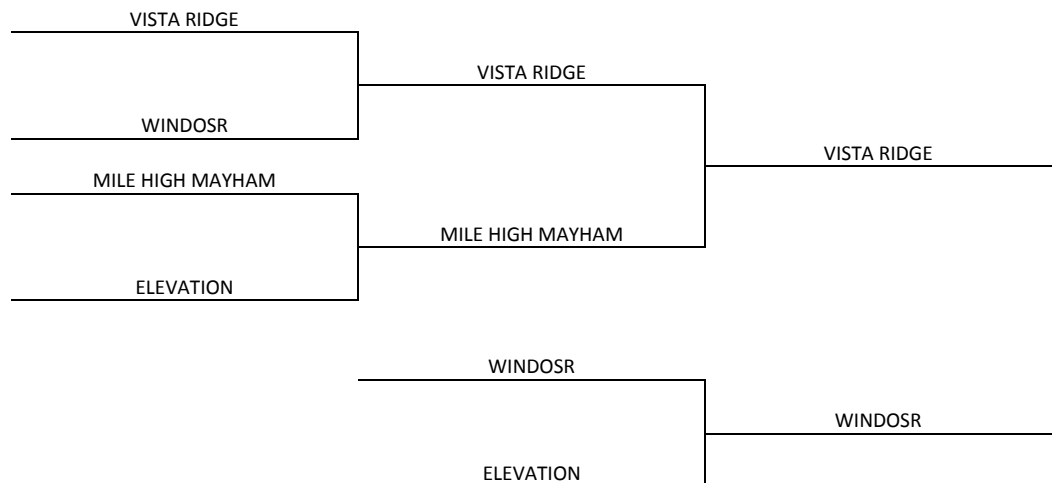 VISTA RIDGE
VISTA RIDGE
WINDOSR
VISTA RIDGE
MILE HIGH MAYHAM
MILE HIGH MAYHAM
ELEVATION
WINDOSR
WINDOSR
ELEVATION